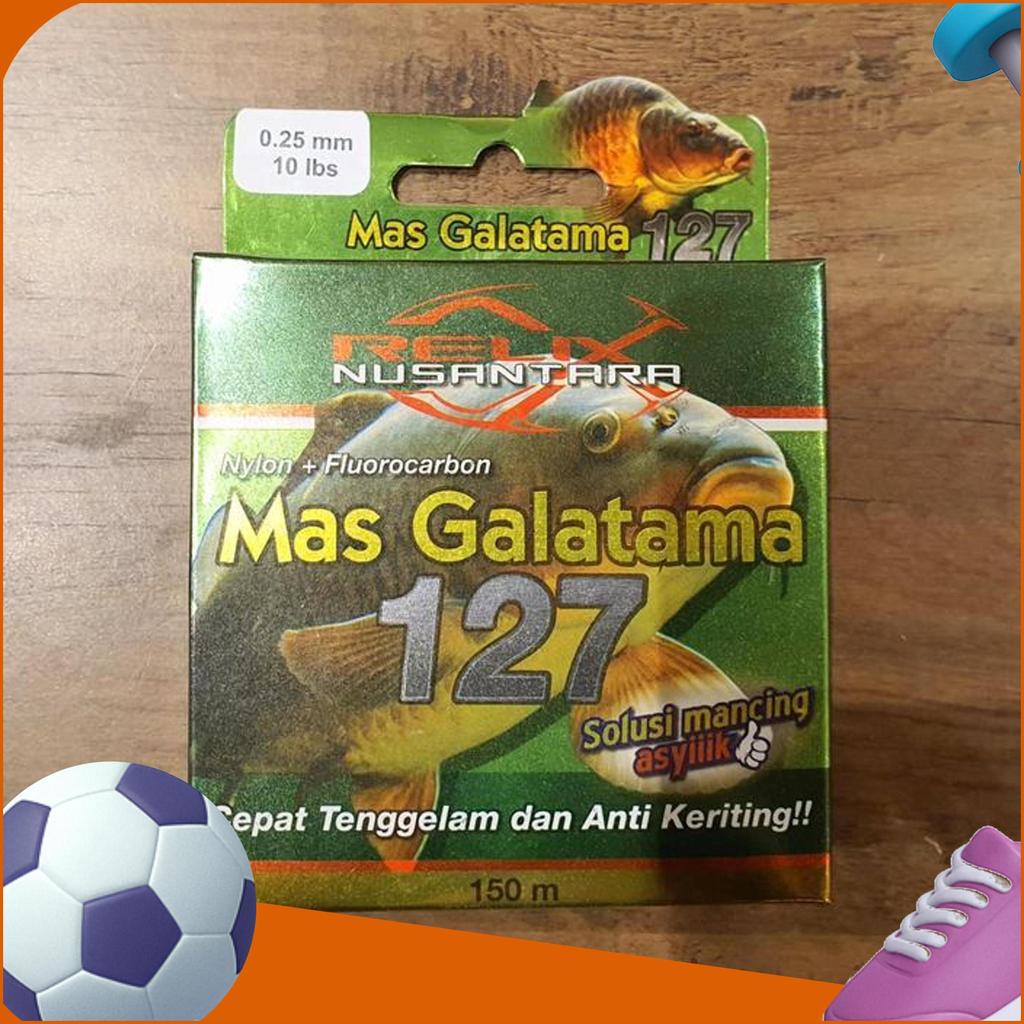 0.25 mm
10 lbs
Mas Galatama 127
RELIX
NUSANTARA
Nylon + Fluorocarbon
Mas Galatama
127
Solusi mancing
asyiiik
Cepat Tenggelam dan Anti Keriting!!
150 m